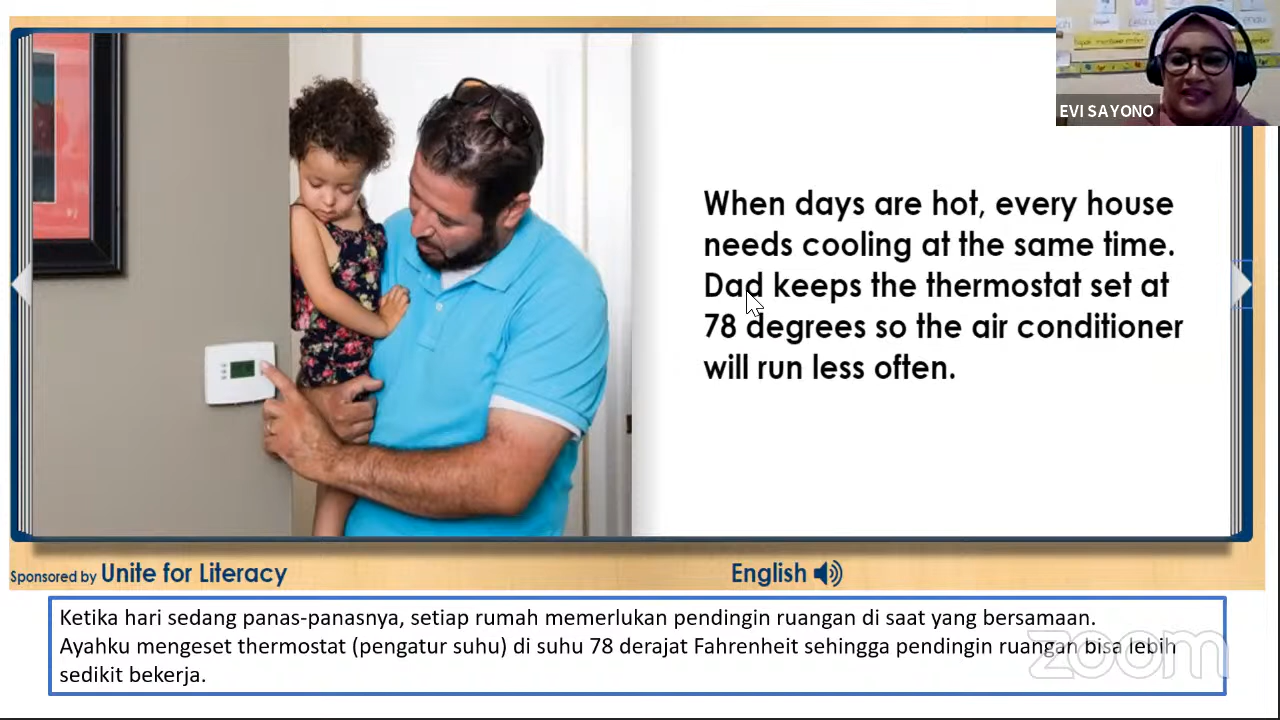 EVI SAYONO
When days are hot, every house
needs cooling at the same time.
Dad keeps the thermostat set at
78 degrees so the air conditioner
will run less often.
Sponsored by Unite for Literacy
English
Ketika hari sedang panas-panasnya, setiap rumah memerlukan pendingin ruangan di saat yang bersamaan.
Ayahku mengeset thermostat (pengatur suhu) di suhu 78 derajat Fahrenheit sehingga pendingin ruangan bisa lebih
sedikit bekerja.
zoom